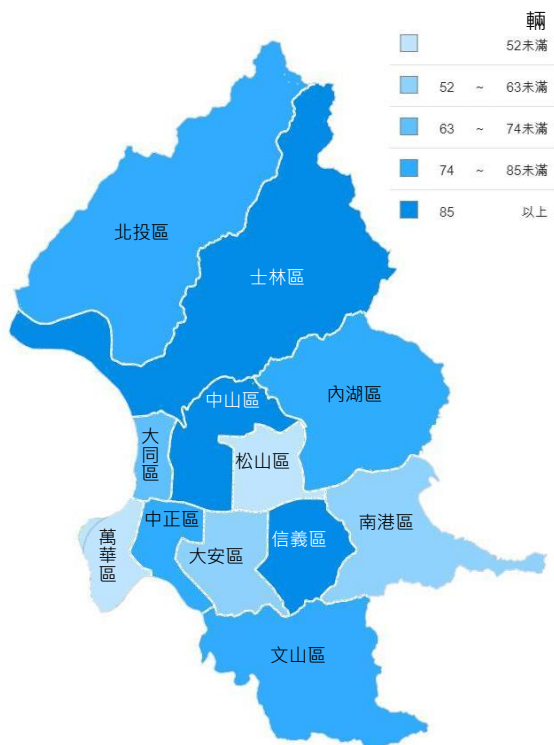 輛
52未滿
52 ~ 63未滿
63 ~ 74未滿
74 ~ 85未滿
85 以上
北投區
士林區
中山區
內湖區
大同區
松山區
中正區
南港區
萬華區
大安區
信義區
文山區